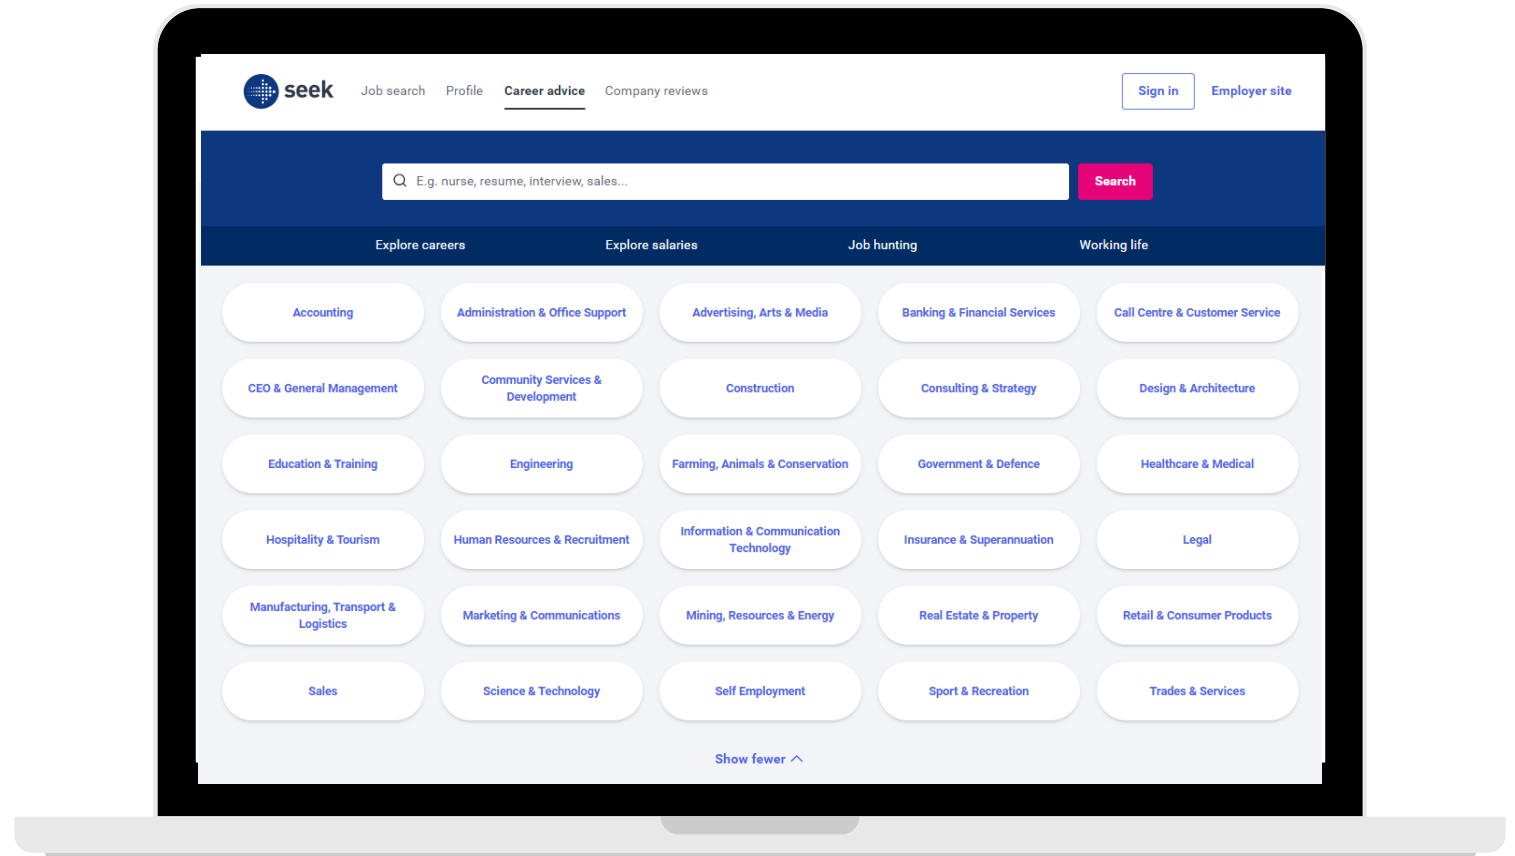 seek
Job search
Profile
Career advice
Company reviews
Sign in
Employer site
E.g. nurse, resume, interview, sales...
Search
Explore careers
Explore salaries
Job hunting
Working life
Accounting
Administration & Office Support
Advertising, Arts & Media
Banking & Financial Services
Call Centre & Customer Service
CEO & General Management
Community Services &
Development
Construction
Consulting & Strategy
Design & Architecture
Education & Training
Engineering
Farming, Animals & Conservation
Government & Defence
Healthcare & Medical
Hospitality & Tourism
Human Resources & Recruitment
Information & Communication
Technology
Insurance & Superannuation
Legal
Manufacturing, Transport &
Logistics
Marketing & Communications
Mining, Resources & Energy
Real Estate & Property
Retail & Consumer Products
Sales
Science & Technology
Self Employment
Sport & Recreation
Trades & Services
Show fewer